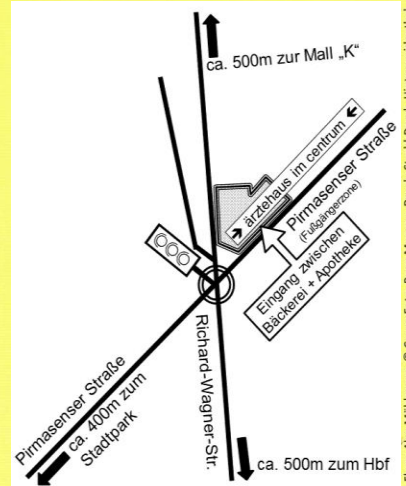 ca. 500m zur Mall „K“
ärztehaus im centrum
Pirmasenser Straße
(Fußgängerzone)
Eingang zwischen
Bäckerei + Apotheke
Richard-Wagner-Str.
Pirmasenser Straße
ca. 400m zum
Stadtpark
ca. 500m zum Hbf